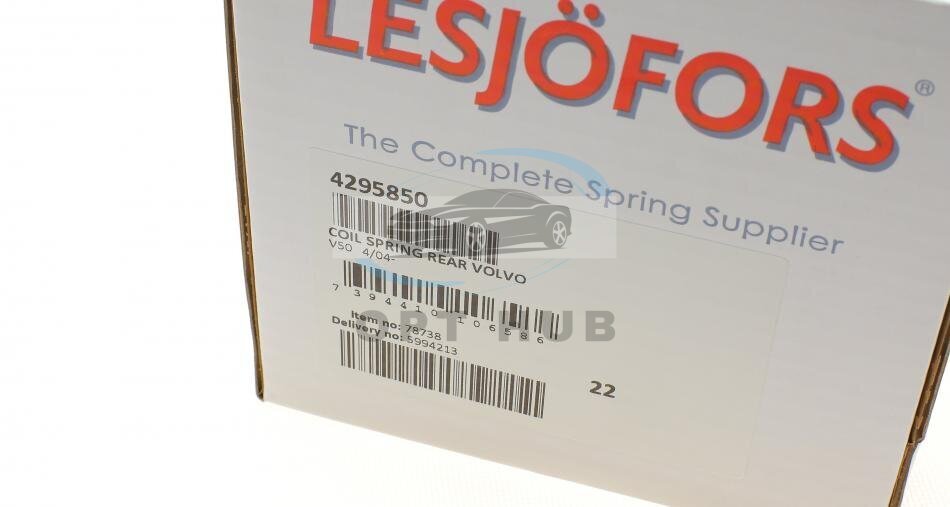 LESJÖFORS®
The Complete Spring Supplier
4295850
COIL SPRING REAR VOLVO
V50 4/04-
7 394410 106586
OPT HUB
Item no: 78738
Delivery no: 5994213
22